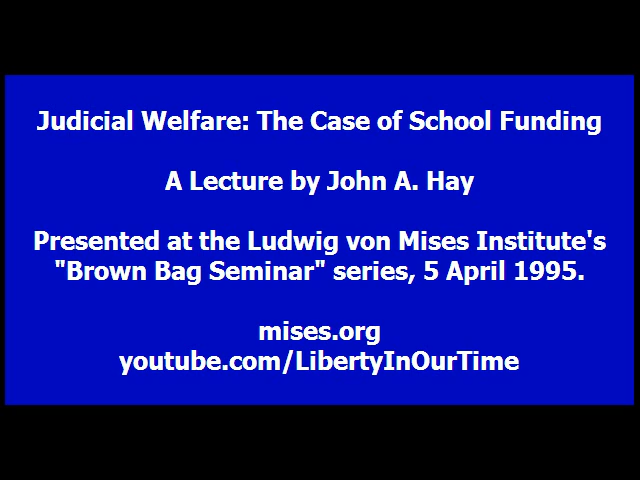 Judicial Welfare: The Case of School Funding
A Lecture by John A. Hay
Presented at the Ludwig von Mises Institute's
"Brown Bag Seminar" series, 5 April 1995.
mises.org
youtube.com/LibertyInOurTime